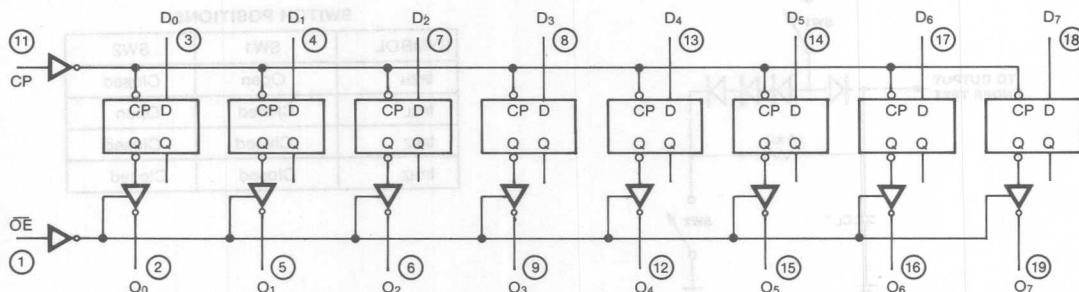 D₀ D₁ D₂ D₃ D₄ D₅ D₆ D₇
11 3 4 7 8 13 14 17 18
CP
CP D CP D CP D CP D CP D CP D CP D CP D
Q Q Q Q Q Q Q Q Q Q Q Q Q Q Q Q
OE
1 2 5 6 9 12 15 16 19
O₀ O₁ O₂ O₃ O₄ O₅ O₆ O₇